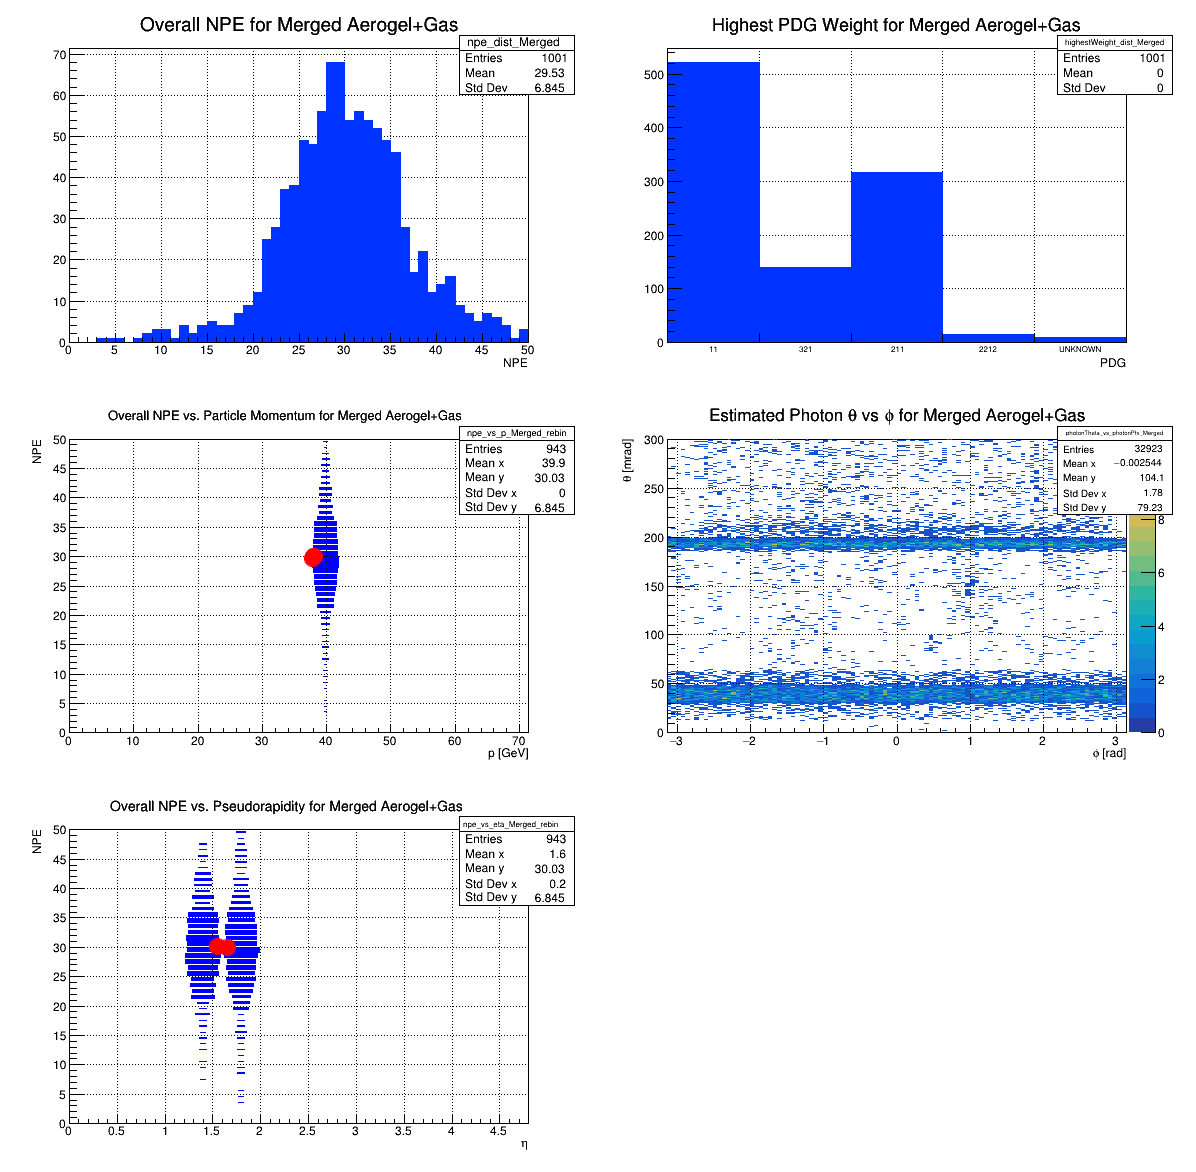 Overall NPE for Merged Aerogel+Gas
npe_dist_Merged
Entries 1001
Mean 29.53
Std Dev 6.845
70
60
50
40
30
20
10
0
0 5 10 15 20 25 30 35 40 45 50
NPE
Highest PDG Weight for Merged Aerogel+Gas
highestWeight_dist_Merged
Entries 1001
Mean 0
Std Dev 0
500
400
300
200
100
0
11 321 211 2212 UNKNOWN
PDG
Overall NPE vs. Particle Momentum for Merged Aerogel+Gas
npe_vs_p_Merged_rebin
Entries 943
Mean x 39.9
Mean y 30.03
Std Dev x 0
Std Dev y 6.845
NPE
50
45
40
35
30
25
20
15
10
5
0
0 10 20 30 40 50 60 70
p [GeV]
Estimated Photon θ vs ϕ for Merged Aerogel+Gas
photonTheta_vs_photonPhi_Merged
Entries 32923
Mean x −0.002544
Mean y 104.1
Std Dev x 1.78
Std Dev y 79.23
θ [mrad]
300
250
200
150
100
50
0
−3 −2 −1 0 1 2 3
ϕ [rad]
8
6
4
2
0
Overall NPE vs. Pseudorapidity for Merged Aerogel+Gas
npe_vs_eta_Merged_rebin
Entries 943
Mean x 1.6
Mean y 30.03
Std Dev x 0.2
Std Dev y 6.845
NPE
50
45
40
35
30
25
20
15
10
5
0
0 0.5 1 1.5 2 2.5 3 3.5 4 4.5
η